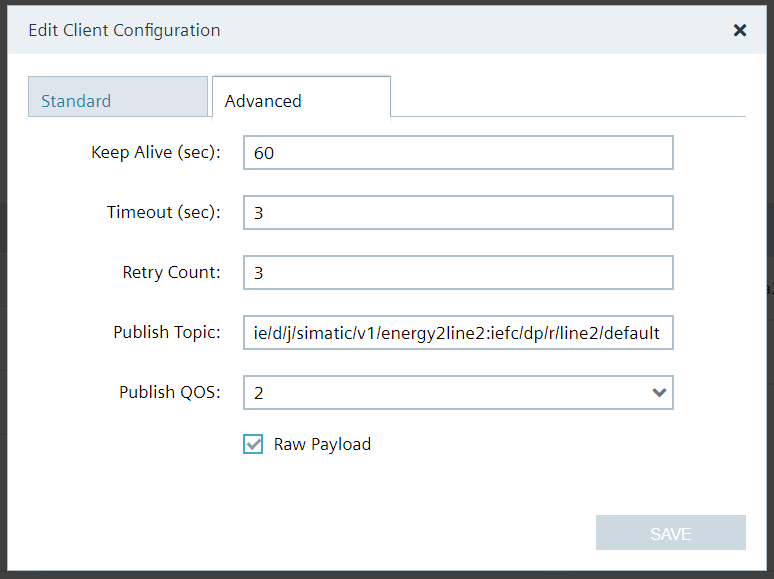 Edit Client Configuration
Standard
Advanced
Keep Alive (sec): 60
Timeout (sec): 3
Retry Count: 3
Publish Topic: ie/d/j/simatic/v1/energy2line2:iefc/dp/r/line2/default
Publish QOS: 2
Raw Payload
SAVE